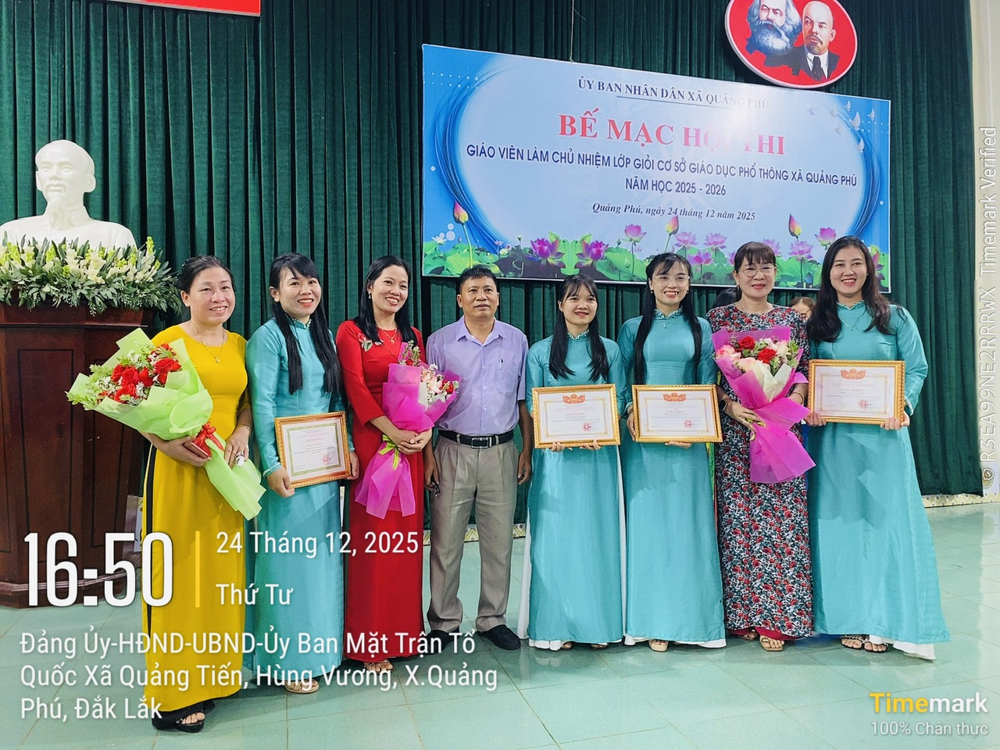 ỦY BAN NHÂN DÂN XÃ QUẢNG PHÚ
BẾ MẠC HỘI THI
GIÁO VIÊN LÀM CHỦ NHIỆM LỚP GIỎI CƠ SỞ GIÁO DỤC PHỔ THÔNG XÃ QUẢNG PHÚ
NĂM HỌC 2025 - 2026
Quảng Phú, ngày 24 tháng 12 năm 2025
16:50
24 Tháng 12, 2025
Thứ Tư
Đảng Ủy-HĐND-UBND-Ủy Ban Mặt Trận Tổ
Quốc Xã Quảng Tiến, Hùng Vương, X.Quảng
Phú, Đắk Lắk
Timemark
100% Chân thực
R3EA99NE2RRRWX Timemark Verified